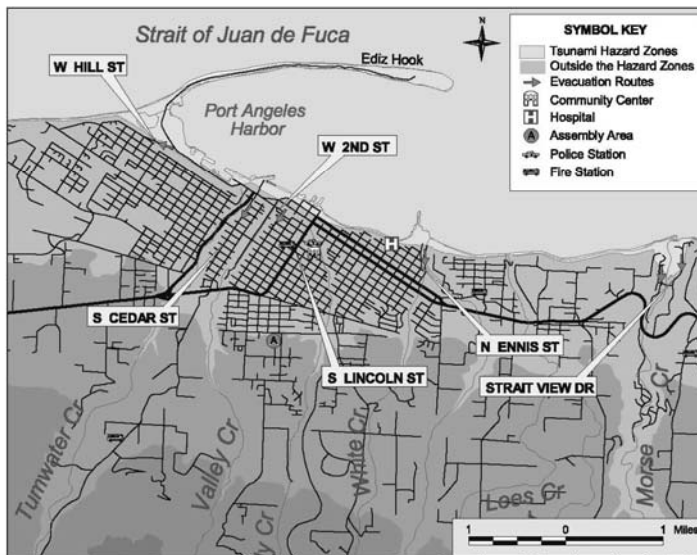 Strait of Juan de Fuca
Ediz Hook
N
W HILL ST
Port Angeles
Harbor
W 2ND ST
SYMBOL KEY
Tsunami Hazard Zones
Outside the Hazard Zones
Evacuation Routes
Community Center
H Hospital
A Assembly Area
Police Station
Fire Station
H
S CEDAR ST
A
S LINCOLN ST
N ENNIS ST
STRAIT VIEW DR
Tumwater Cr
Valley Cr
ty Cr
White Cr
Lees Cr
Morse Cr
1 0 1 Miles